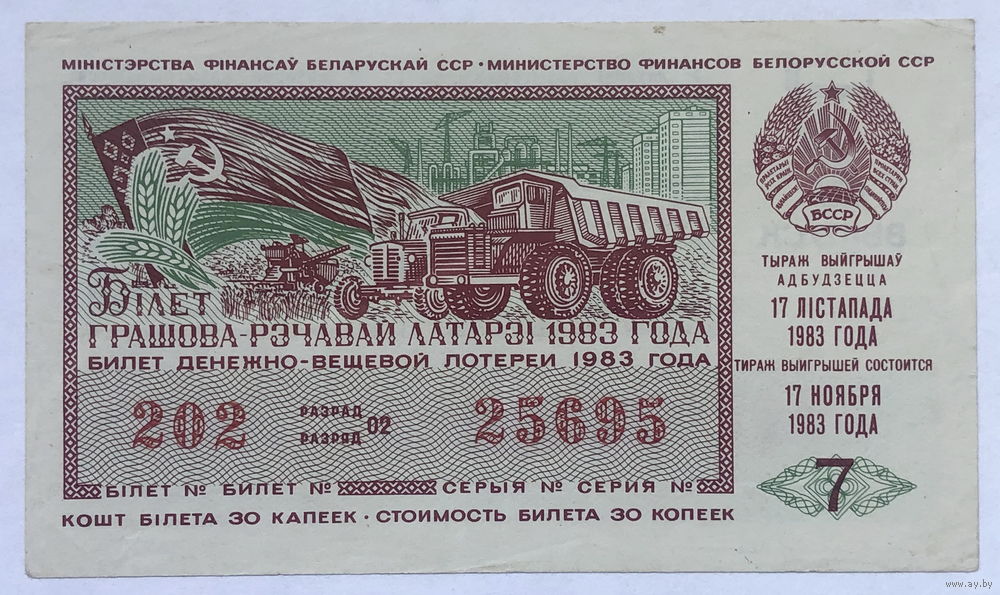 МІНІСТЭРСТВА ФІНАНСАЎ БЕЛАРУСКАЙ ССР · МИНИСТЕРСТВО ФИНАНСОВ БЕЛОРУССКОЙ ССР
БССР
БІЛЕТ
ГРАШОВА-РЭЧАВАЙ ЛАТАРЭІ 1983 ГОДА
БИЛЕТ ДЕНЕЖНО-ВЕЩЕВОЙ ЛОТЕРЕИ 1983 ГОДА
202 РАЗРАД РАЗРЯД 02 25695
БІЛЕТ № БИЛЕТ № СЕРЫЯ № СЕРИЯ №
КОШТ БІЛЕТА 30 КАПЕЕК · СТОИМОСТЬ БИЛЕТА 30 КОПЕЕК
ТЫРАЖ ВЫЙГРЫШАЎ
АДБУДЗЕЦЦА
17 ЛІСТАПАДА
1983 ГОДА
ТИРАЖ ВЫИГРЫШЕЙ СОСТОИТСЯ
17 НОЯБРЯ
1983 ГОДА
7
www.ay.by